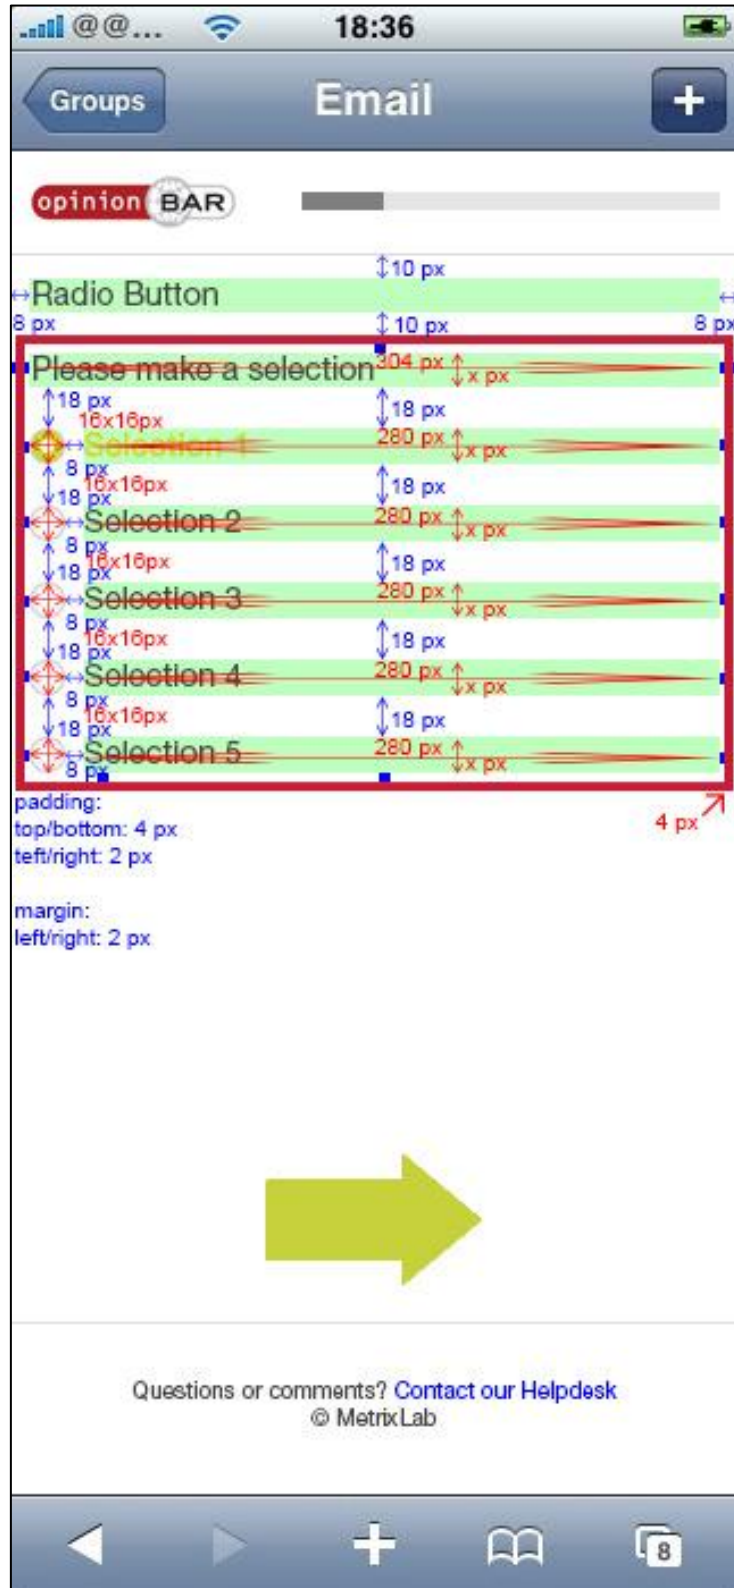 @@... 18:36
Groups Email +
opinion BAR
10 px
Radio Button
8 px 10 px 8 px
Please make a selection 304 px x px
18 px 18 px
16x16px
Selection 1 280 px x px
8 px
16x16px
18 px 18 px
Selection 2 280 px x px
8 px
16x16px
18 px 18 px
Selection 3 280 px x px
8 px
16x16px
18 px 18 px
Selection 4 280 px x px
8 px
16x16px
18 px 18 px
Selection 5 280 px x px
8 px
padding:
top/bottom: 4 px 4 px
teft/right: 2 px
margin:
left/right: 2 px
Questions or comments? Contact our Helpdesk
© MetrixLab
8